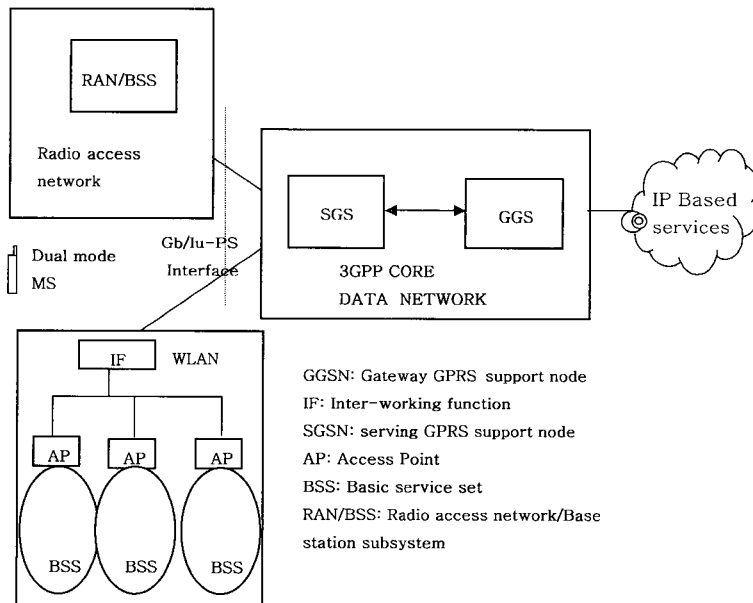 RAN/BSS
Radio access
network
SGS
GGS
IP Based
services
Dual mode
MS
Gb/Iu-PS
Interface
3GPP CORE
DATA NETWORK
IF
WLAN
AP
AP
AP
BSS
BSS
BSS
GGSN: Gateway GPRS support node
IF: Inter-working function
SGSN: serving GPRS support node
AP: Access Point
BSS: Basic service set
RAN/BSS: Radio access network/Base
station subsystem